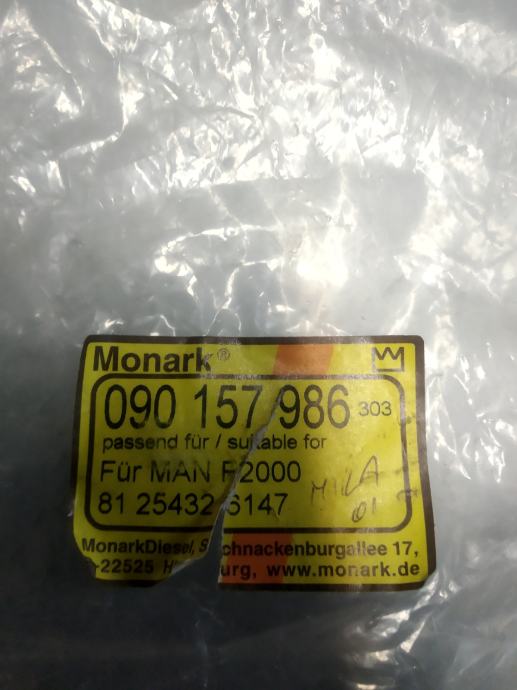 Monark®
090 157 986 303
passend für / suitable for
Für MAN F2000
81 25432 6147
MonarkDiesel, Schnackenburgallee 17,
-22525 H urg, www.monark.de